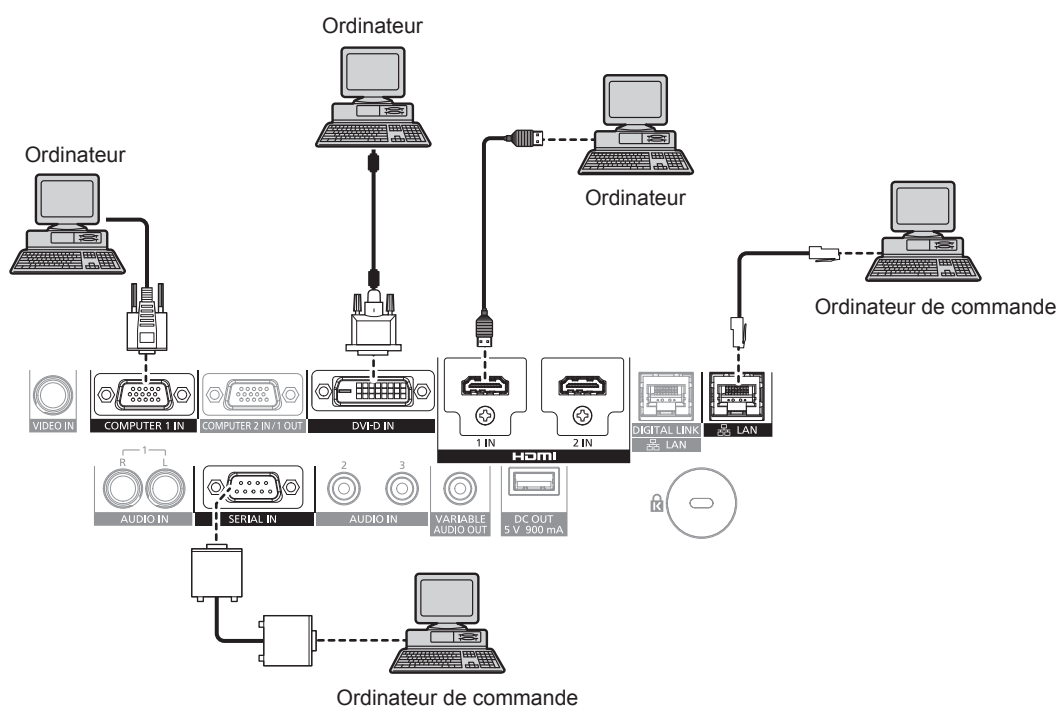 Ordinateur
Ordinateur
Ordinateur
Ordinateur de commande
VIDEO IN
COMPUTER 1 IN
COMPUTER 2 IN/1 OUT
DVI-D IN
1 IN
2 IN
HDMI
DIGITAL LINK
LAN
LAN
1
R L
AUDIO IN
SERIAL IN
2 3
AUDIO IN
VARIABLE
AUDIO OUT
DC OUT
5 V 900 mA
K
Ordinateur de commande